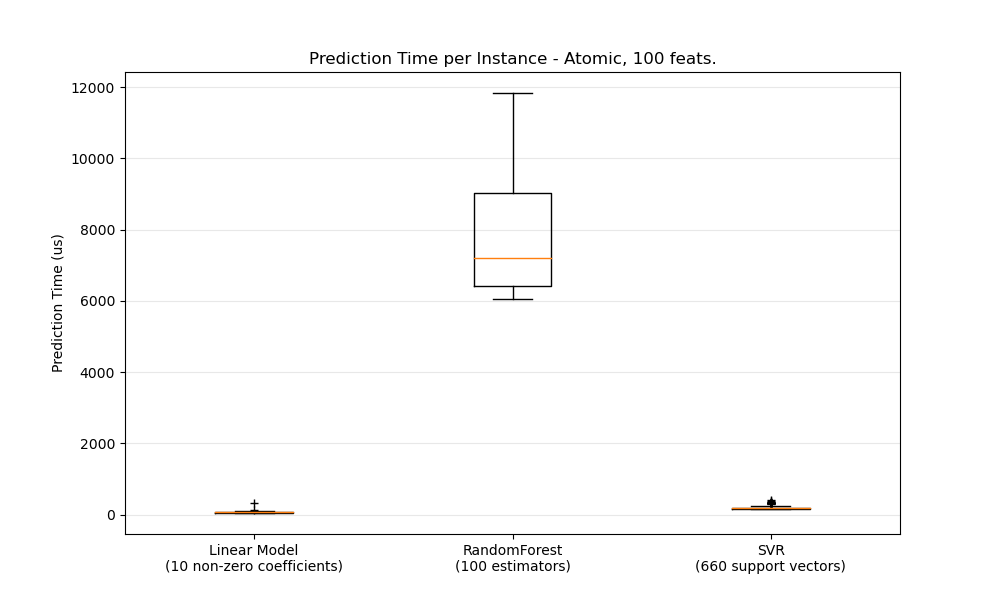 Prediction Time per Instance - Atomic, 100 feats.
Prediction Time (us)
12000
10000
8000
6000
4000
2000
0
Linear Model
(10 non-zero coefficients)
RandomForest
(100 estimators)
SVR
(660 support vectors)